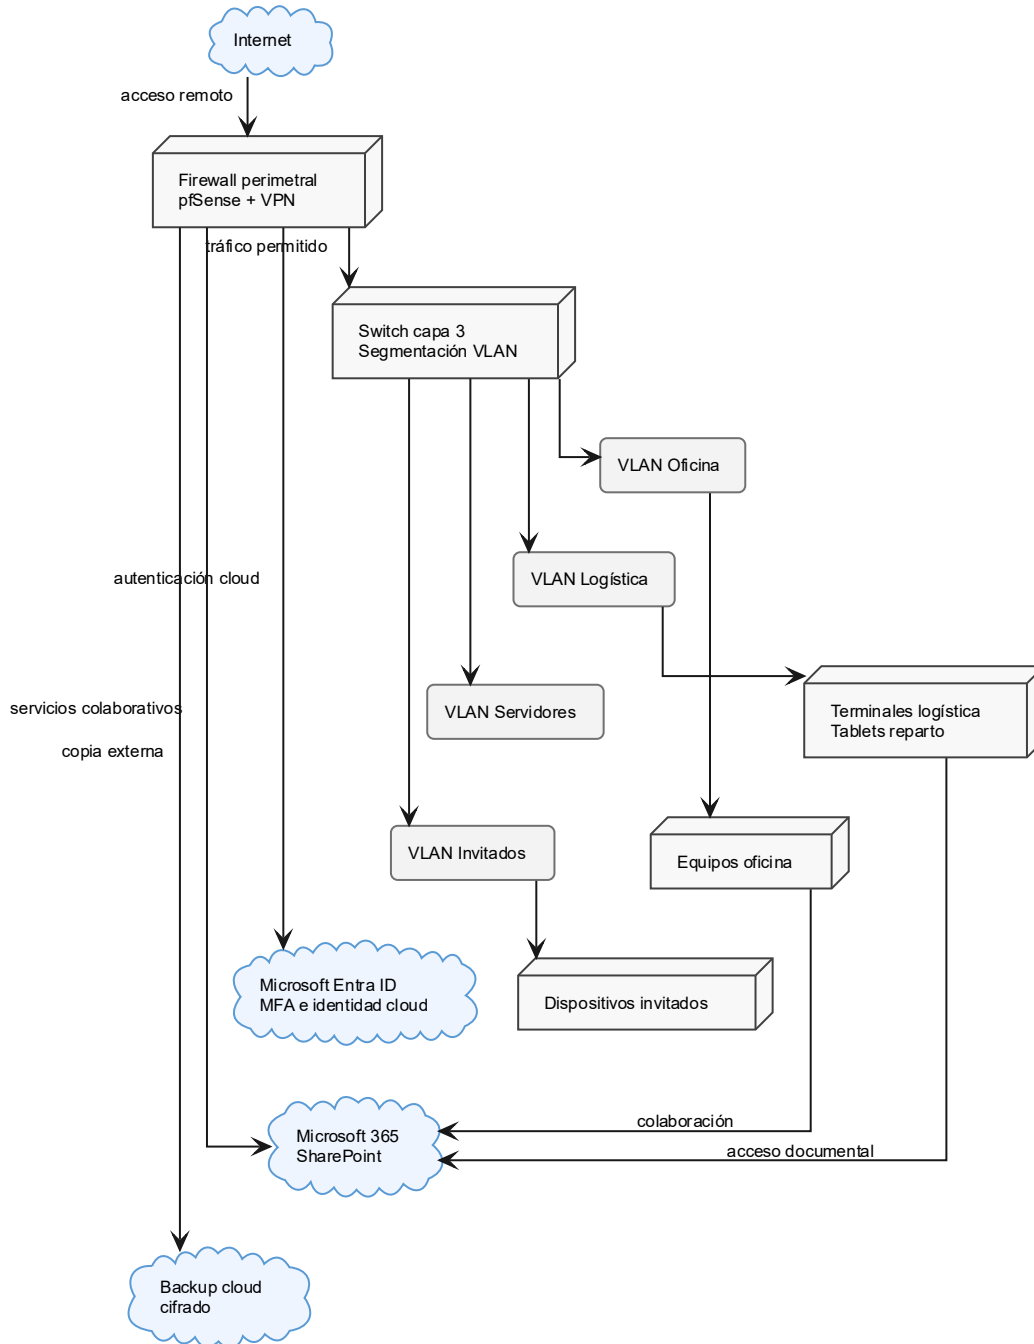 Internet
acceso remoto
Firewall perimetral
pfSense + VPN
tráfico permitido
Switch capa 3
Segmentación VLAN
VLAN Oficina
VLAN Logística
autenticación cloud
VLAN Servidores
servicios colaborativos
Terminales logística
Tablets reparto
copia externa
VLAN Invitados
Equipos oficina
Microsoft Entra ID
MFA e identidad cloud
Dispositivos invitados
colaboración
Microsoft 365
SharePoint
acceso documental
Backup cloud
cifrado